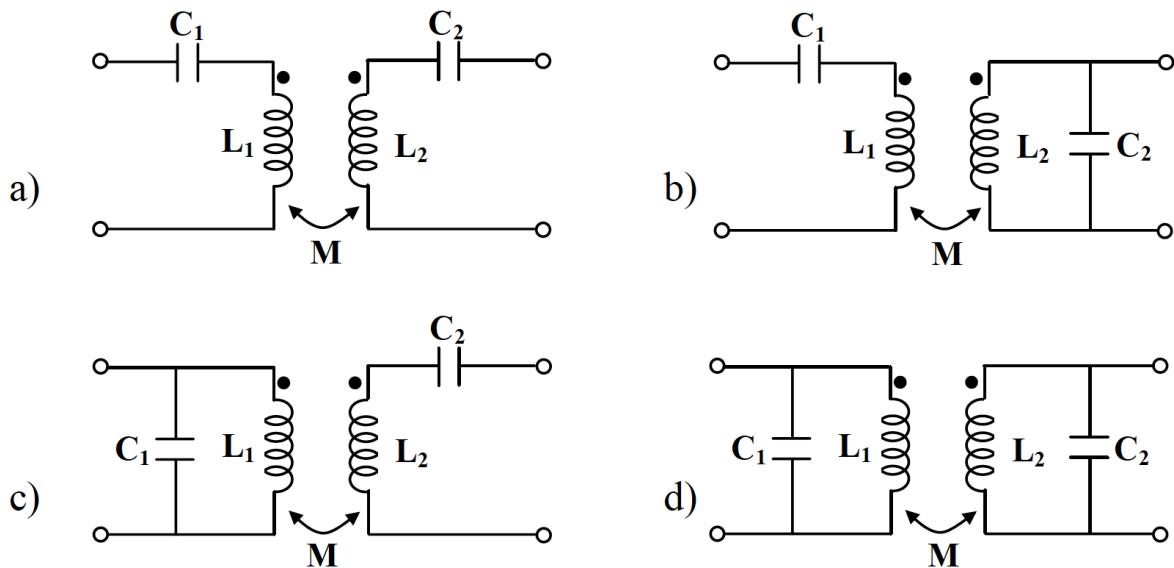 C₁ C₂
L₁ L₂
a)
M
C₁
L₁ L₂ C₂
b)
M
C₂
C₁ L₁ L₂
c)
M
C₁ L₁ L₂ C₂
d)
M